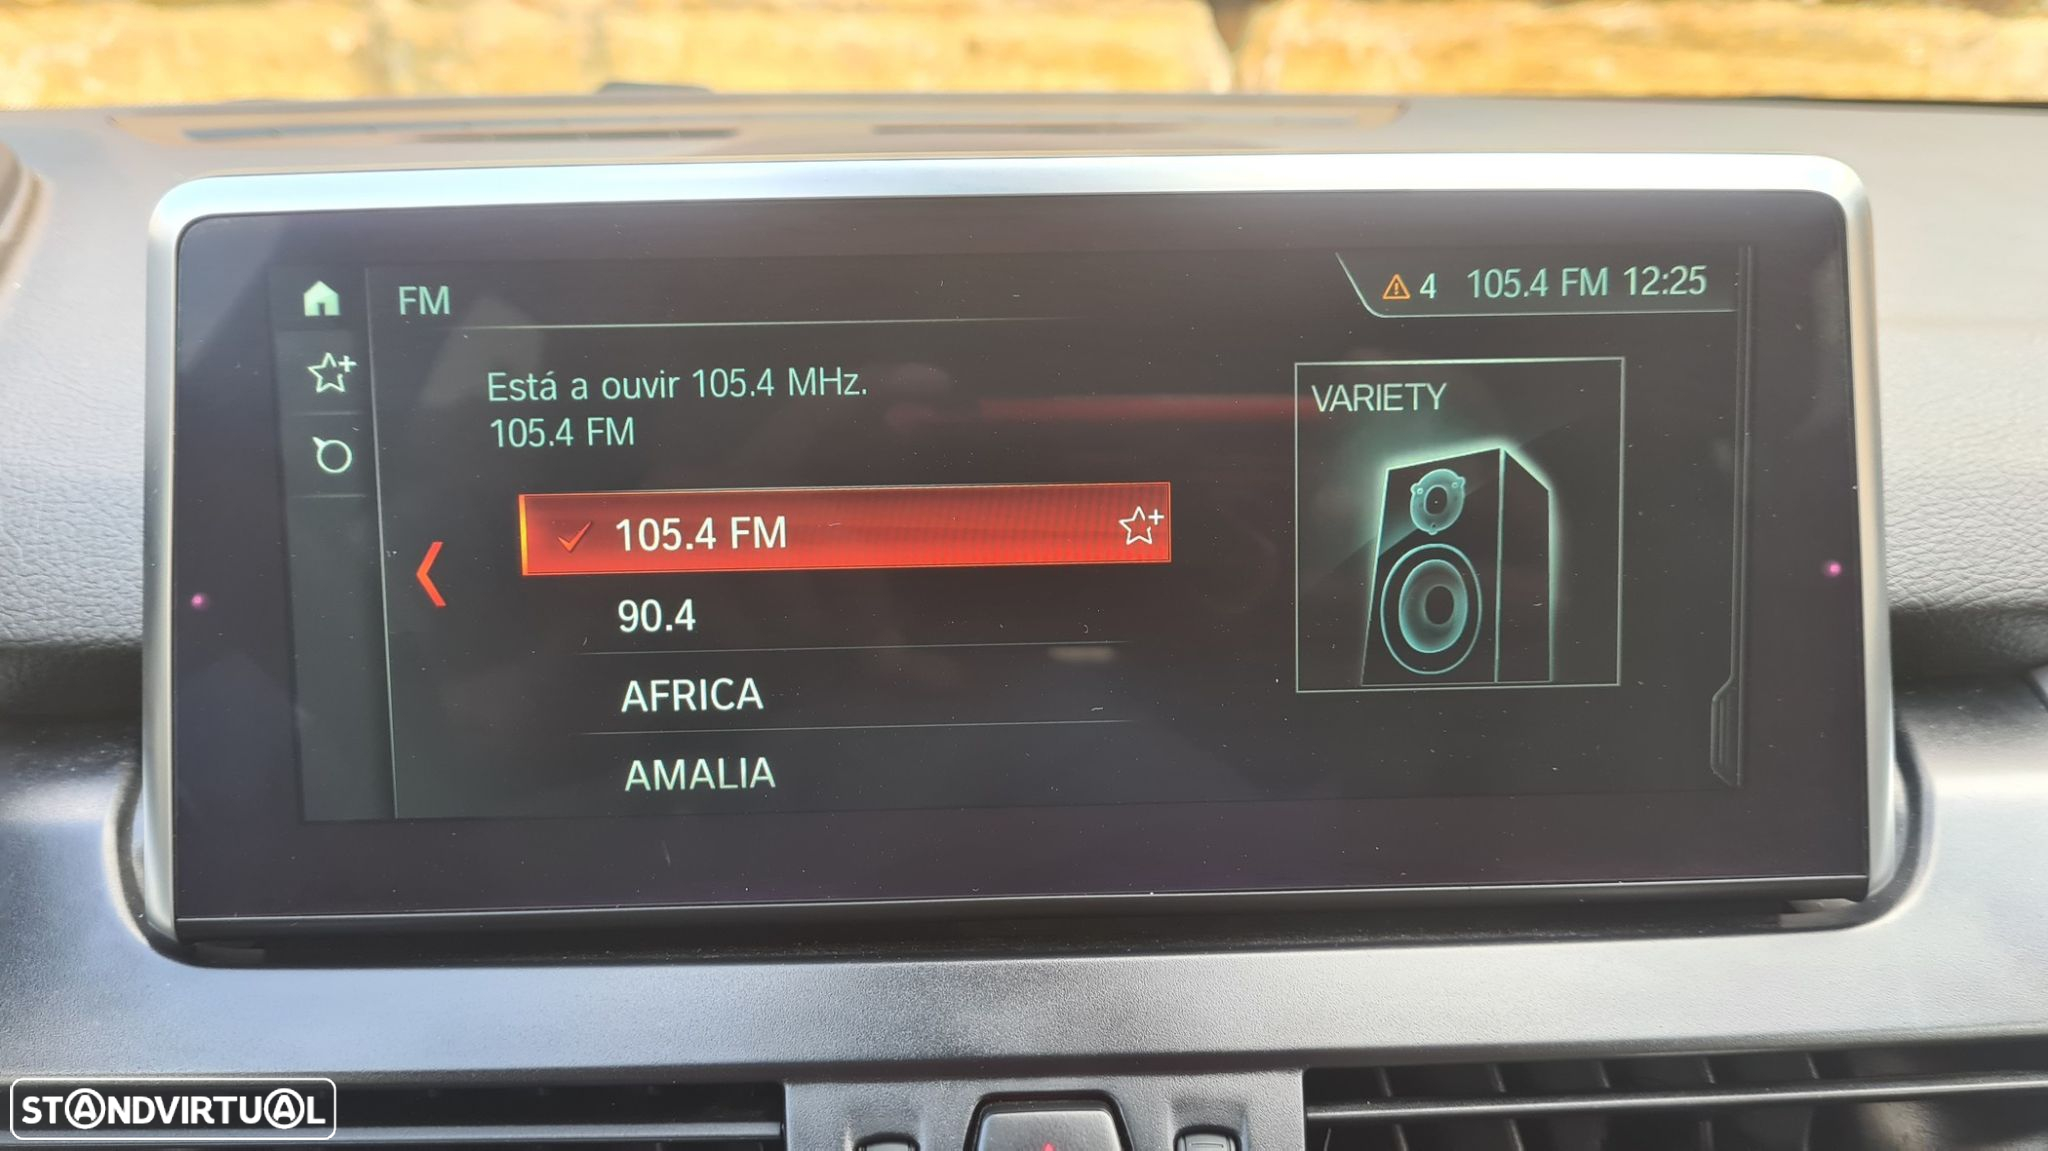 FM
4 105.4 FM 12:25
Está a ouvir 105.4 MHz.
105.4 FM
VARIETY
105.4 FM
90.4
AFRICA
AMALIA
STANDVIRTUAL